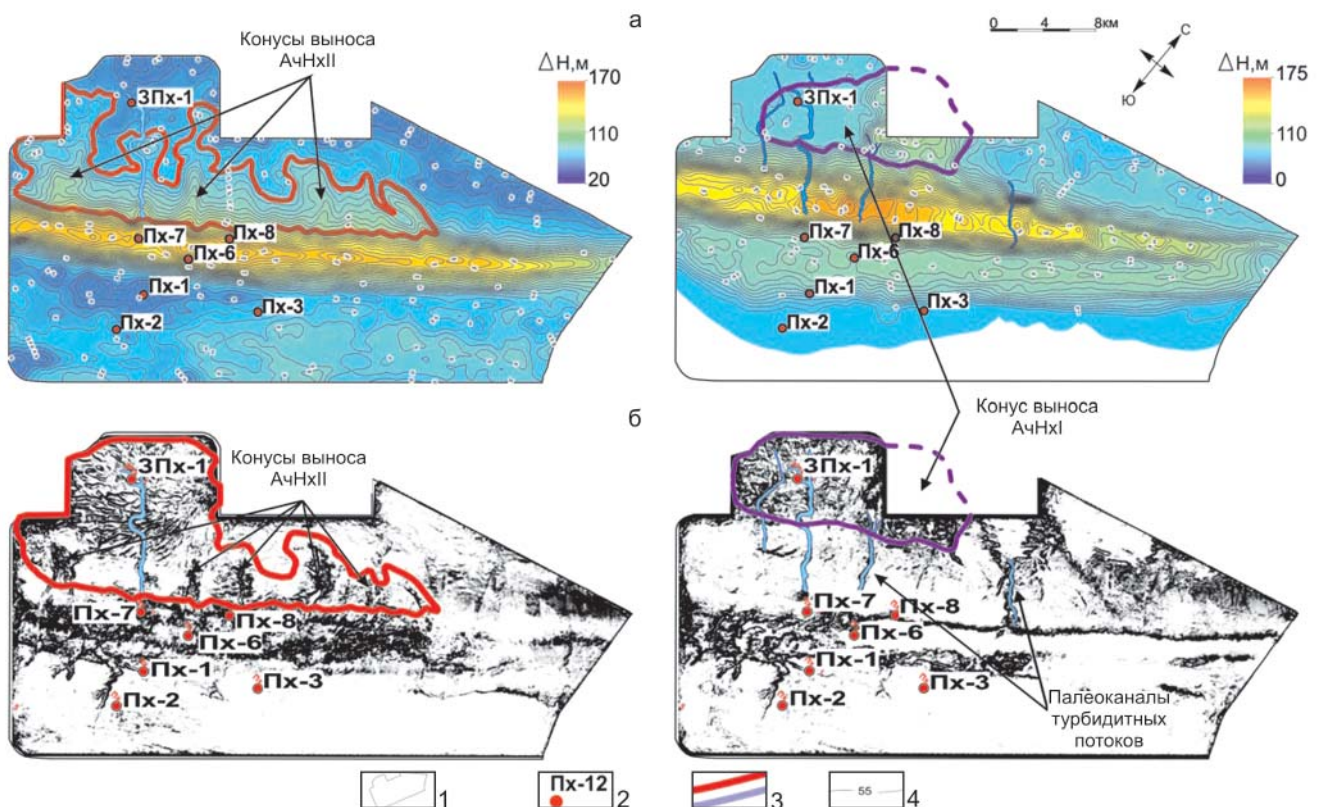 а
Конусы выноса
АчНхII
ΔН,м
170
110
20
ЗПх-1
Пх-7
Пх-8
Пх-6
Пх-1
Пх-3
Пх-2
0 4 8км
С
Ю
ΔН,м
175
110
0
ЗПх-1
Пх-7
Пх-8
Пх-6
Пх-1
Пх-3
Пх-2
Конус выноса
АчНхI
б
Конусы выноса
АчНхII
ЗПх-1
Пх-7
Пх-8
Пх-6
Пх-1
Пх-3
Пх-2
ЗПх-1
Пх-7
Пх-8
Пх-6
Пх-1
Пх-3
Пх-2
Палеоканалы
турбидитных
потоков
1
Пх-12
2
3
55
4